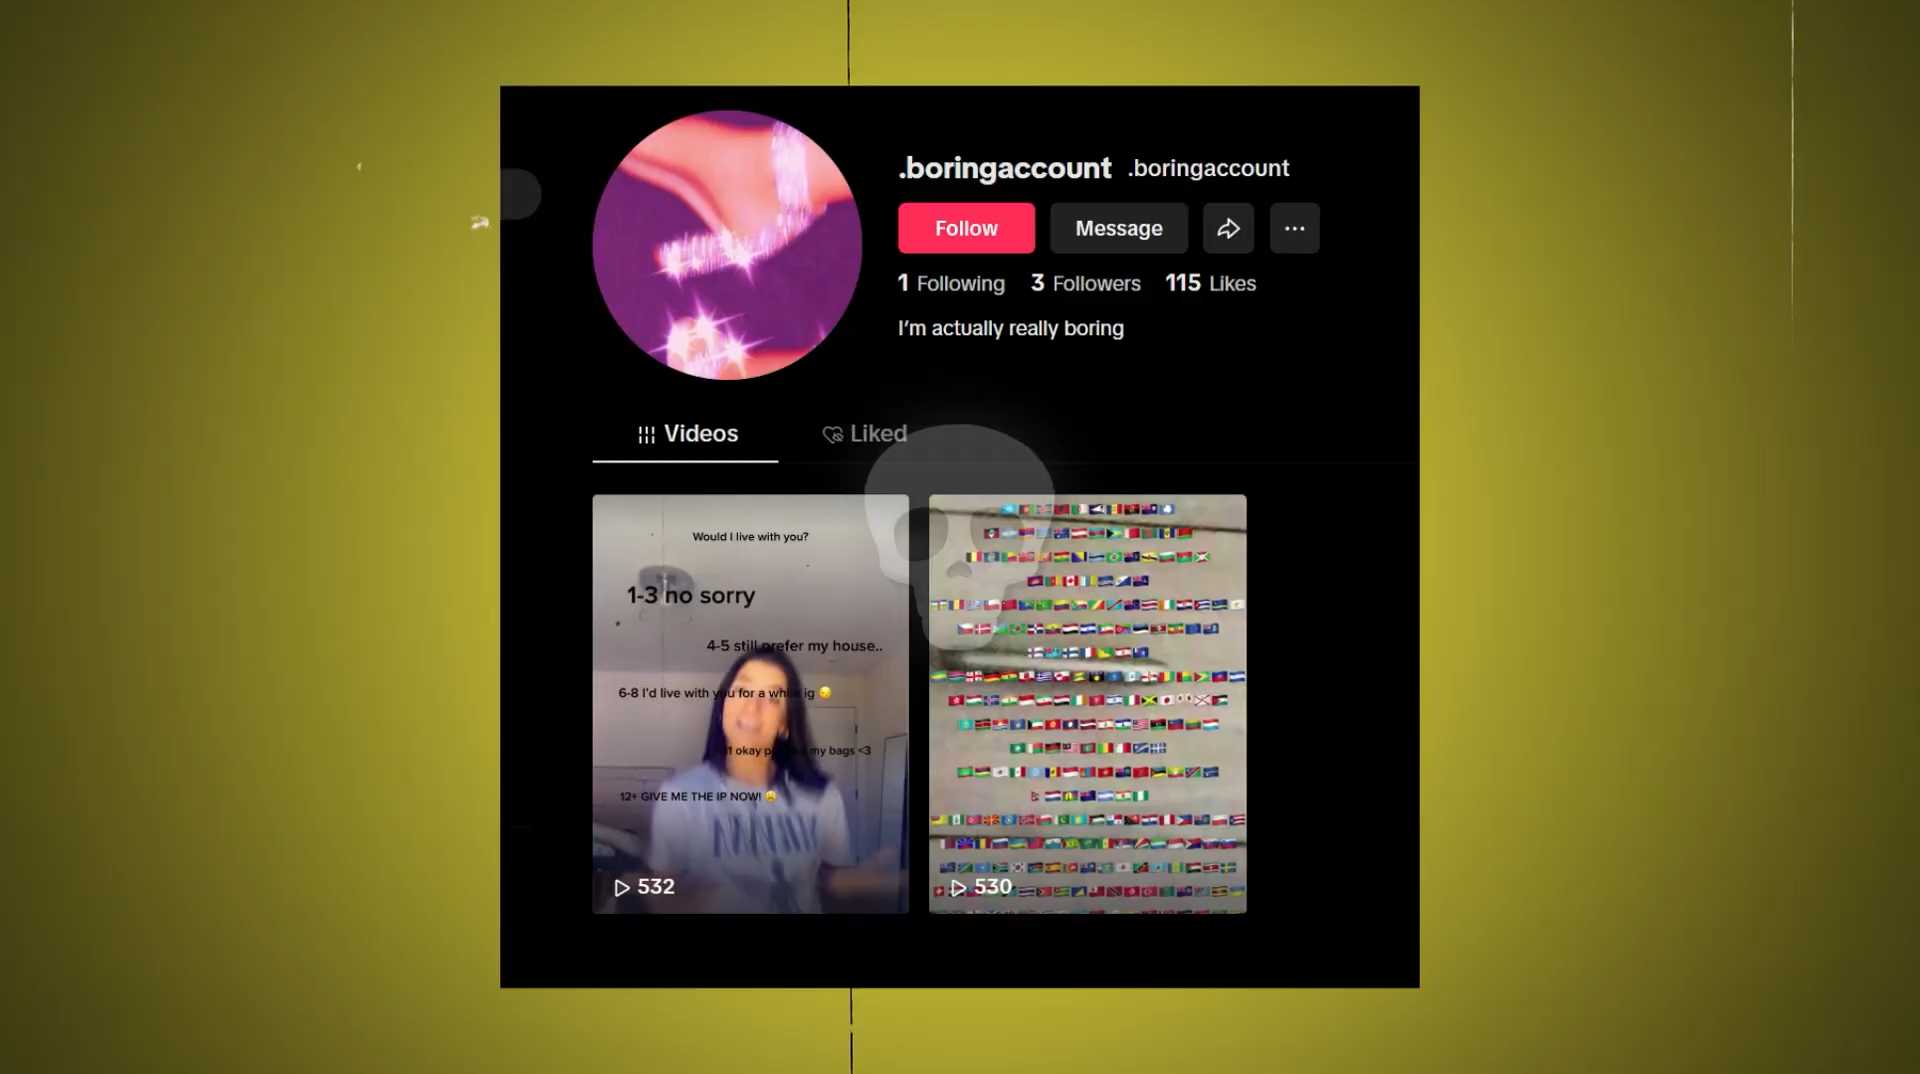 .boringaccount .boringaccount
Follow Message
1 Following 3 Followers 115 Likes
I'm actually really boring
Videos Liked
Would I live with you?
1-3 no sorry
4-5 still prefer my house..
6-8 I'd live with you for a while ig 😏
okay my bags <3
12+ GIVE ME THE IP NOW! 😩
532
530